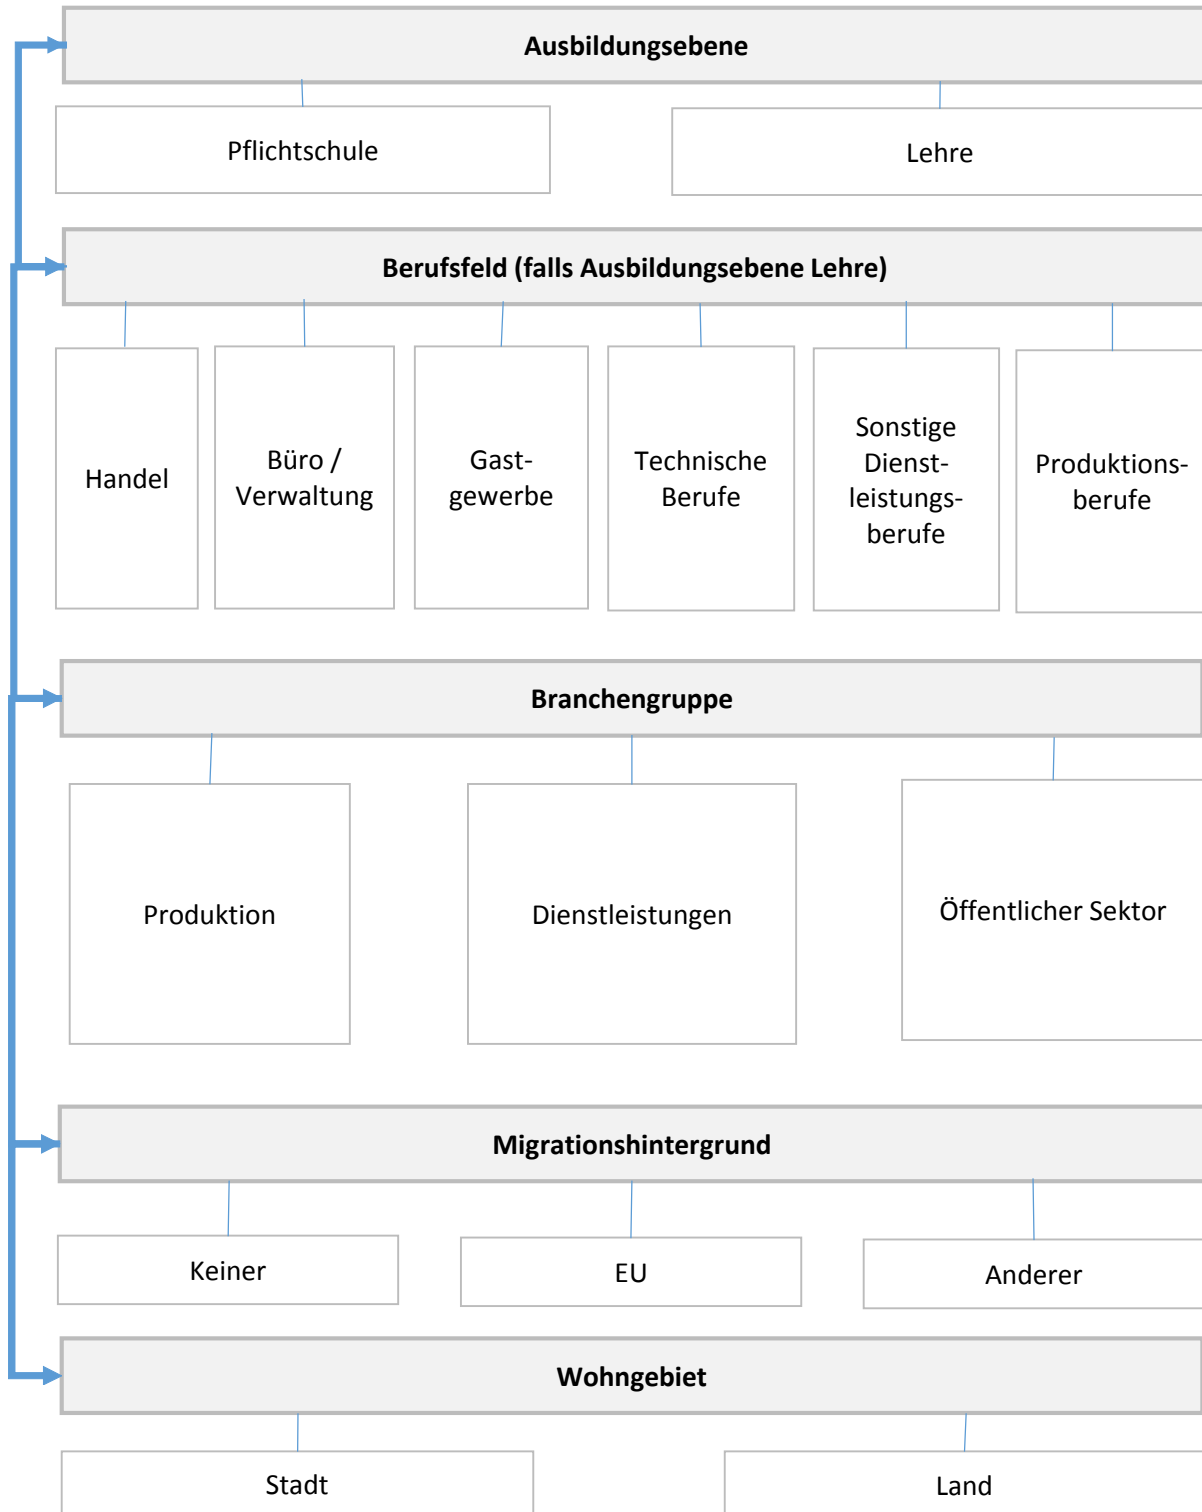 Ausbildungsebene
Pflichtschule
Lehre
Berufsfeld (falls Ausbildungsebene Lehre)
Handel
Büro /
Verwaltung
Gast-
gewerbe
Technische
Berufe
Sonstige
Dienst-
leistungs-
berufe
Produktions-
berufe
Branchengruppe
Produktion
Dienstleistungen
Öffentlicher Sektor
Migrationshintergrund
Keiner
EU
Anderer
Wohngebiet
Stadt
Land